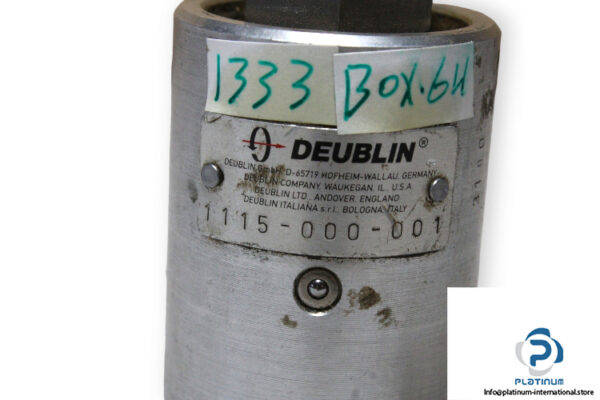 1333 BOX.64
DEUBLIN®
DEUBLIN GmbH, D-65719 HOFHEIM-WALLAU, GERMANY
DEUBLIN COMPANY, WAUKEGAN, IL., U.S.A.
DEUBLIN LTD., ANDOVER, ENGLAND
DEUBLIN ITALIANA s.r.l., BOLOGNA, ITALY
1115-000-001
PLATINUM
info@platinum-international.store